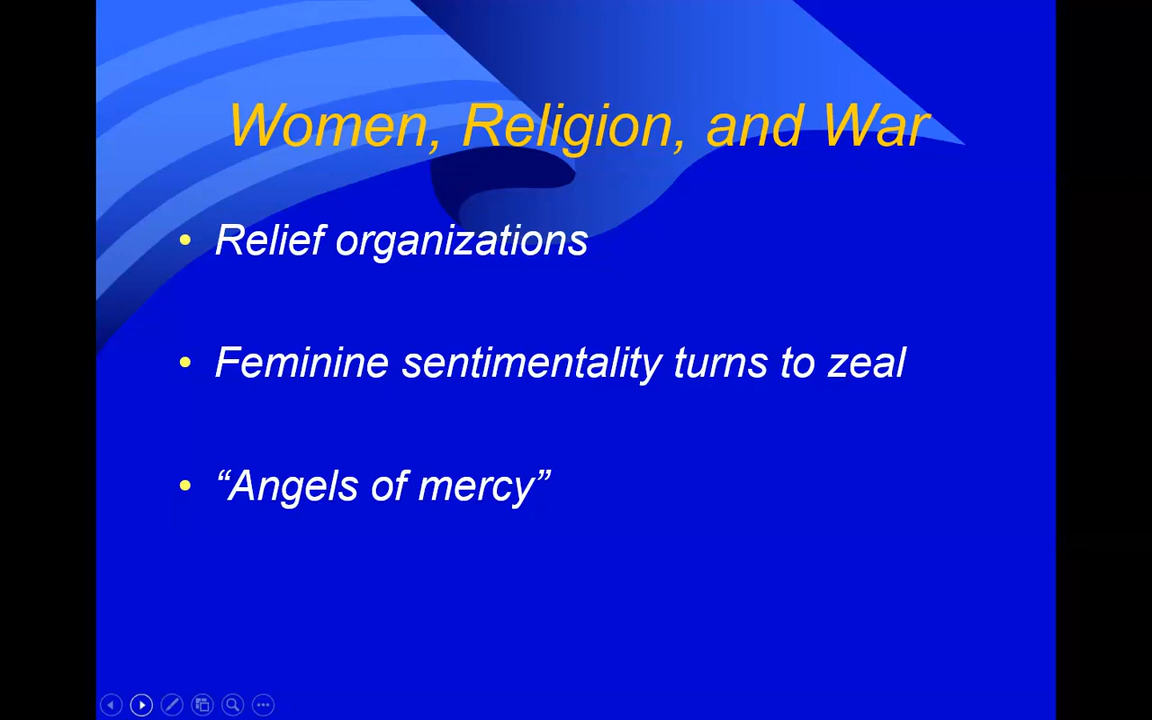 Women, Religion, and War
• Relief organizations
• Feminine sentimentality turns to zeal
• “Angels of mercy”